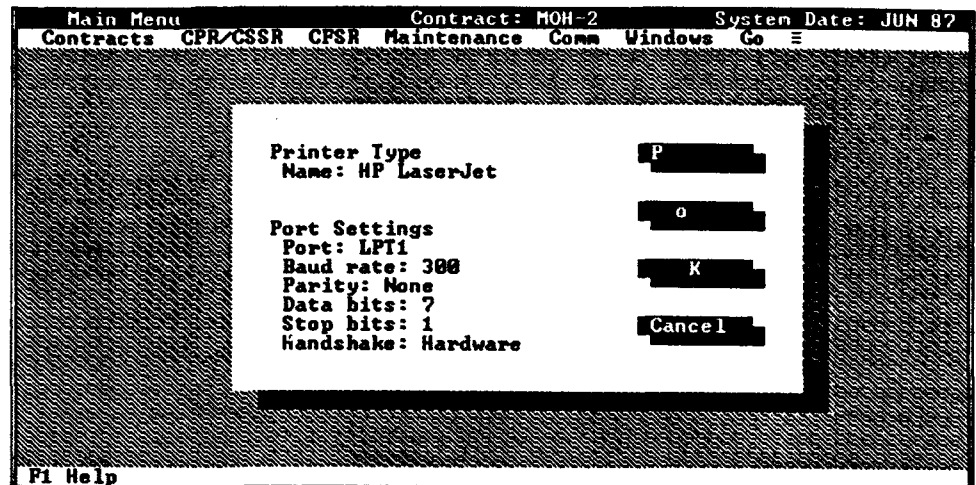 Main Menu Contract: MOH-2 System Date: JUN 87
Contracts CPR/CSSR CPSR Maintenance Comm Windows Go ≡
Printer Type
Name: HP LaserJet
Port Settings
Port: LPT1
Baud rate: 300
Parity: None
Data bits: 7
Stop bits: 1
Handshake: Hardware
P
o
K
Cancel
F1 Help